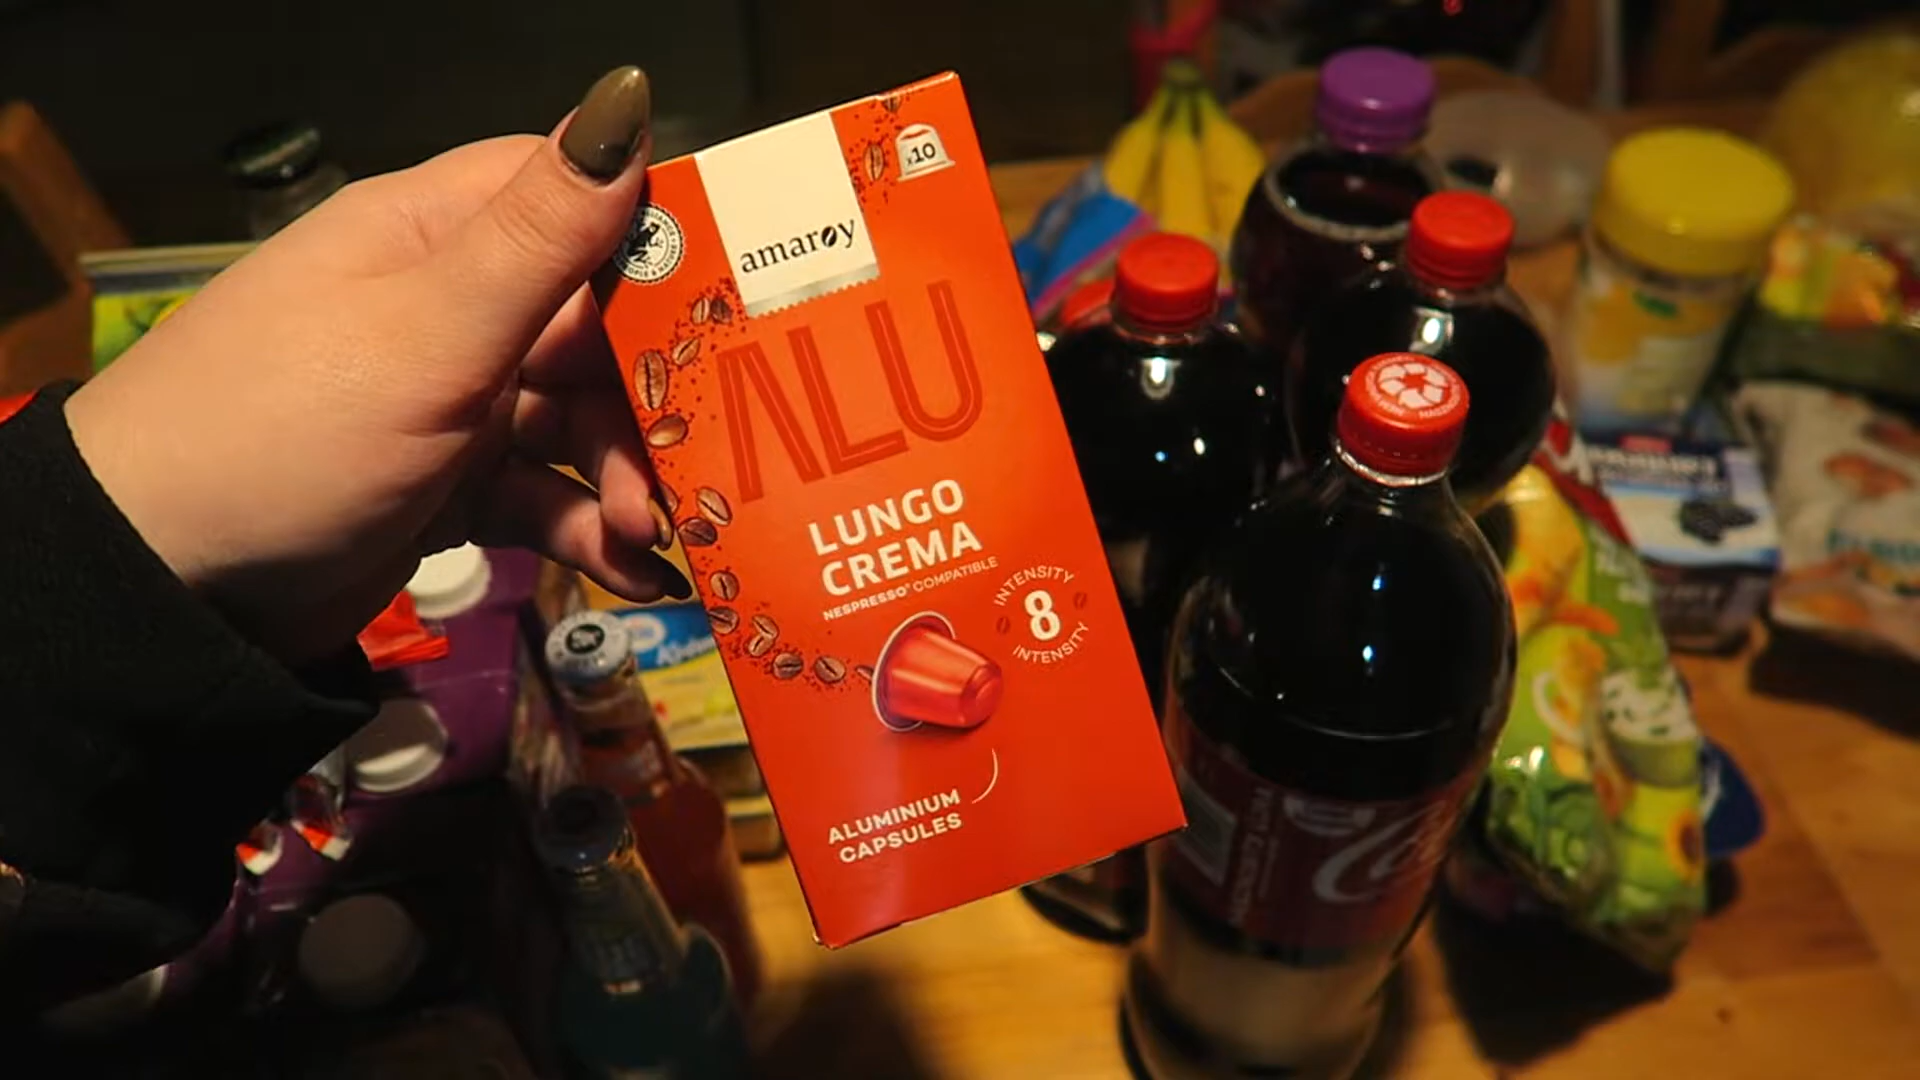 x10
amaroy
ALU
LUNGO
CREMA
NESPRESSO® COMPATIBLE
INTENSITY
8
INTENSITY
ALUMINIUM
CAPSULES